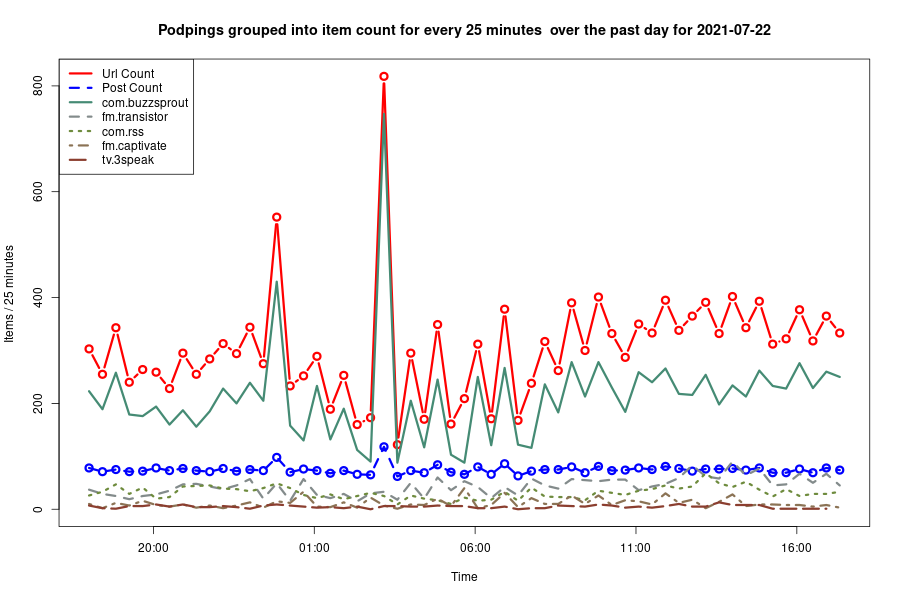 Podpings grouped into item count for every 25 minutes  over the past day for 2021-07-22
Url Count
Post Count
com.buzzsprout
fm.transistor
com.rss
fm.captivate
tv.3speak
Items / 25 minutes
800
600
400
200
0
20:00
01:00
06:00
11:00
16:00
Time